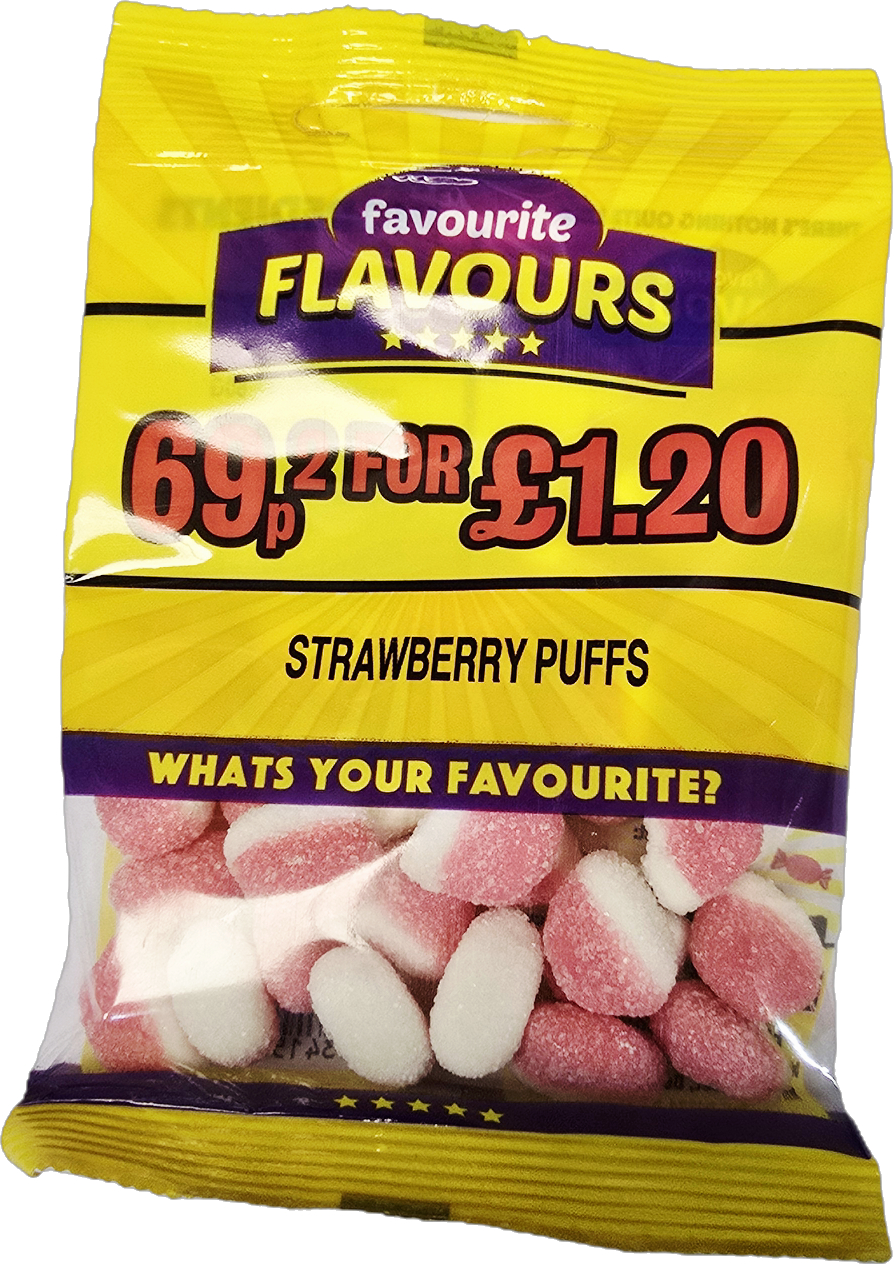 favourite
FLAVOURS
69p 2 FOR £1.20
STRAWBERRY PUFFS
WHATS YOUR FAVOURITE?